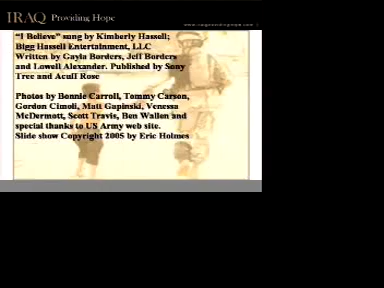 IRAQ Providing Hope
"I Believe" sung by Kimberly Hassell;
Bigg Hassell Entertainment, LLC
Written by Gayla Borders, Jeff Borders
and Lowell Alexander. Published by Sony
Tree and Acuff Rose
Photos by Bonnie Carroll, Tommy Carson,
Gordon Cimoli, Matt Gapinski, Venessa
McDermott, Scott Travis, Ben Wallen and
special thanks to US Army web site.
Slide show Copyright 2005 by Eric Holmes